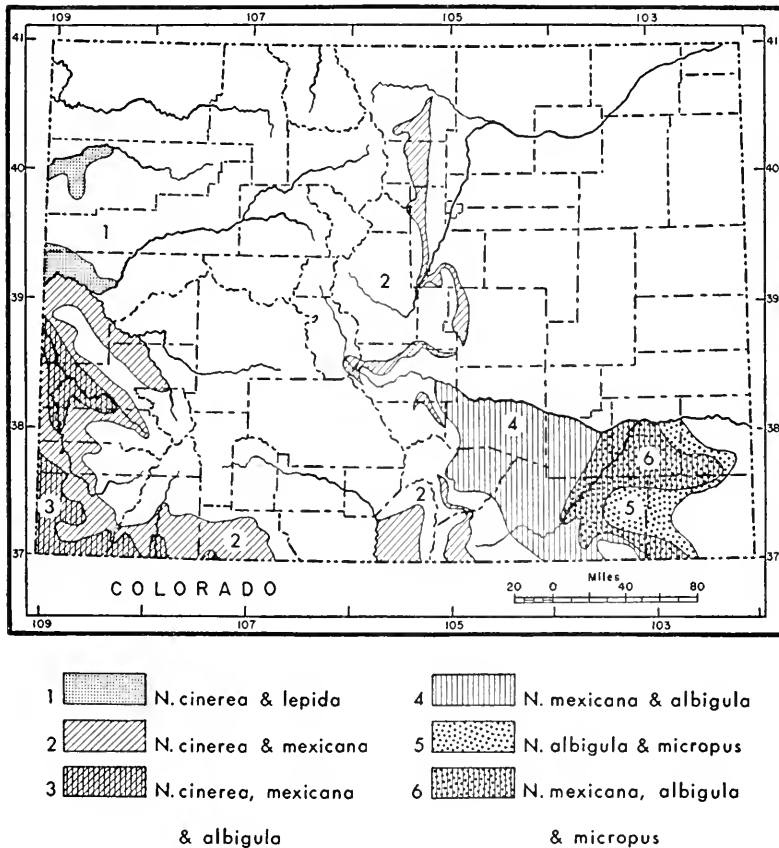 109 107 105 103
41 41
40 40
1
2
39 39
2
38 38
4
6
3 5
2
2
37 37
COLORADO
Miles
20 0 40 80
109 107 105 103
1 N. cinerea & lepida
2 N. cinerea & mexicana
3 N. cinerea, mexicana
& albigula
4 N. mexicana & albigula
5 N. albigula & micropus
6 N. mexicana, albigula
& micropus